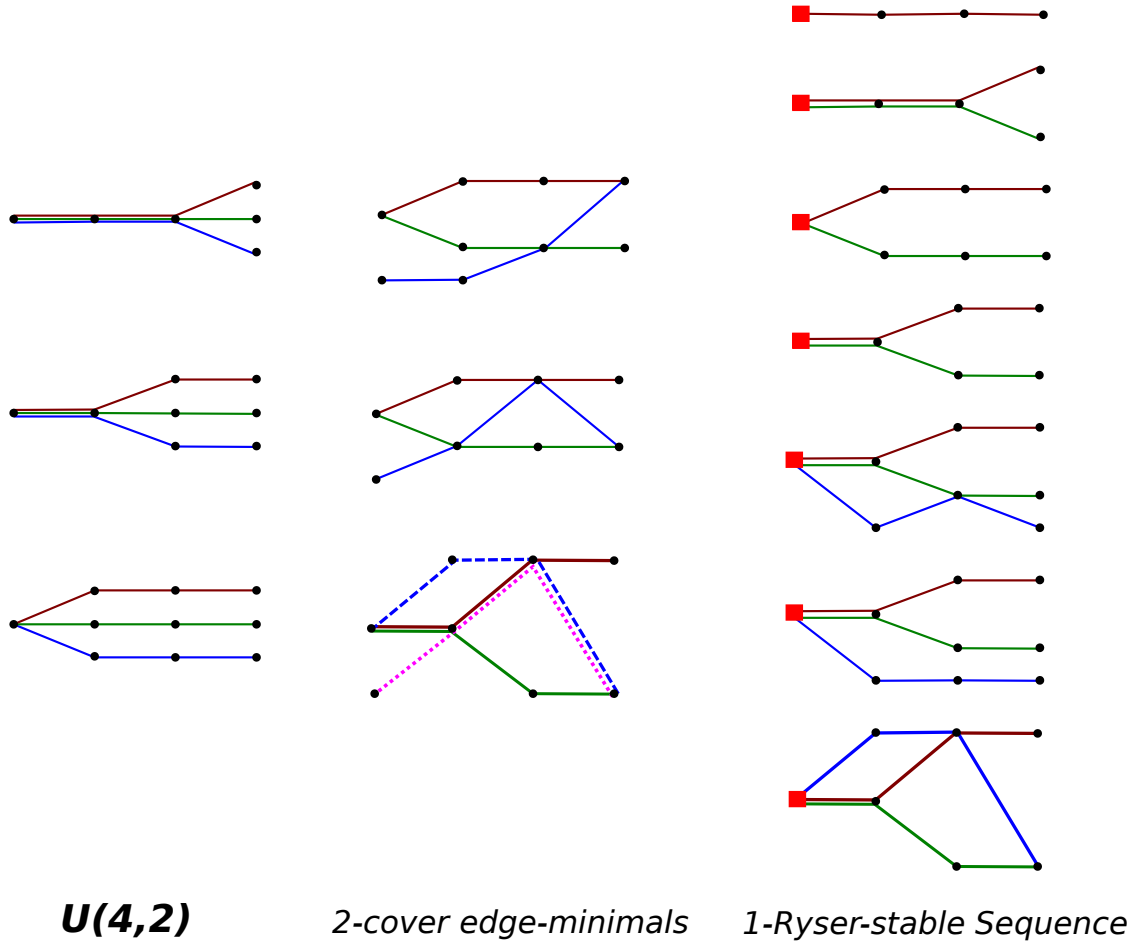 U(4,2)
2-cover edge-minimals
1-Ryser-stable Sequence